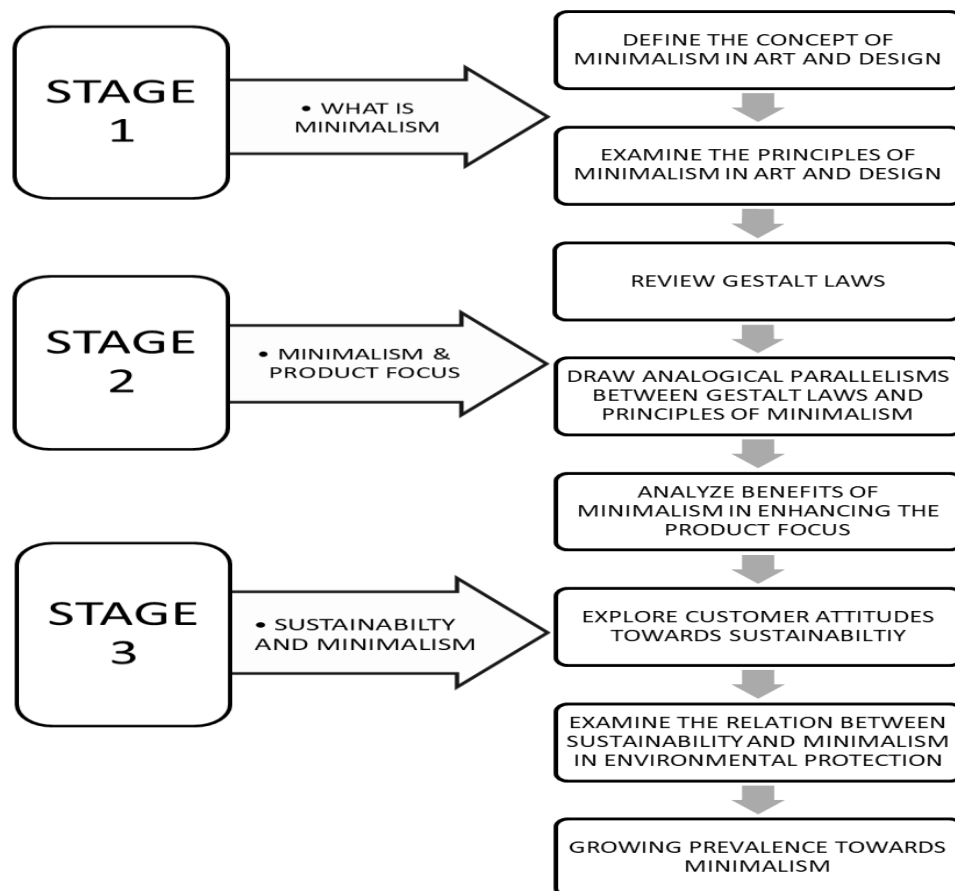 STAGE
1
• WHAT IS
MINIMALISM
DEFINE THE CONCEPT OF
MINIMALISM IN ART AND DESIGN
EXAMINE THE PRINCIPLES OF
MINIMALISM IN ART AND DESIGN
REVIEW GESTALT LAWS
STAGE
2
• MINIMALISM &
PRODUCT FOCUS
DRAW ANALOGICAL PARALLELISMS
BETWEEN GESTALT LAWS AND
PRINCIPLES OF MINIMALISM
ANALYZE BENEFITS OF
MINIMALISM IN ENHANCING THE
PRODUCT FOCUS
STAGE
3
• SUSTAINABILTY
AND MINIMALISM
EXPLORE CUSTOMER ATTITUDES
TOWARDS SUSTAINABILTIY
EXAMINE THE RELATION BETWEEN
SUSTAINABILITY AND MINIMALISM
IN ENVIRONMENTAL PROTECTION
GROWING PREVALENCE TOWARDS
MINIMALISM